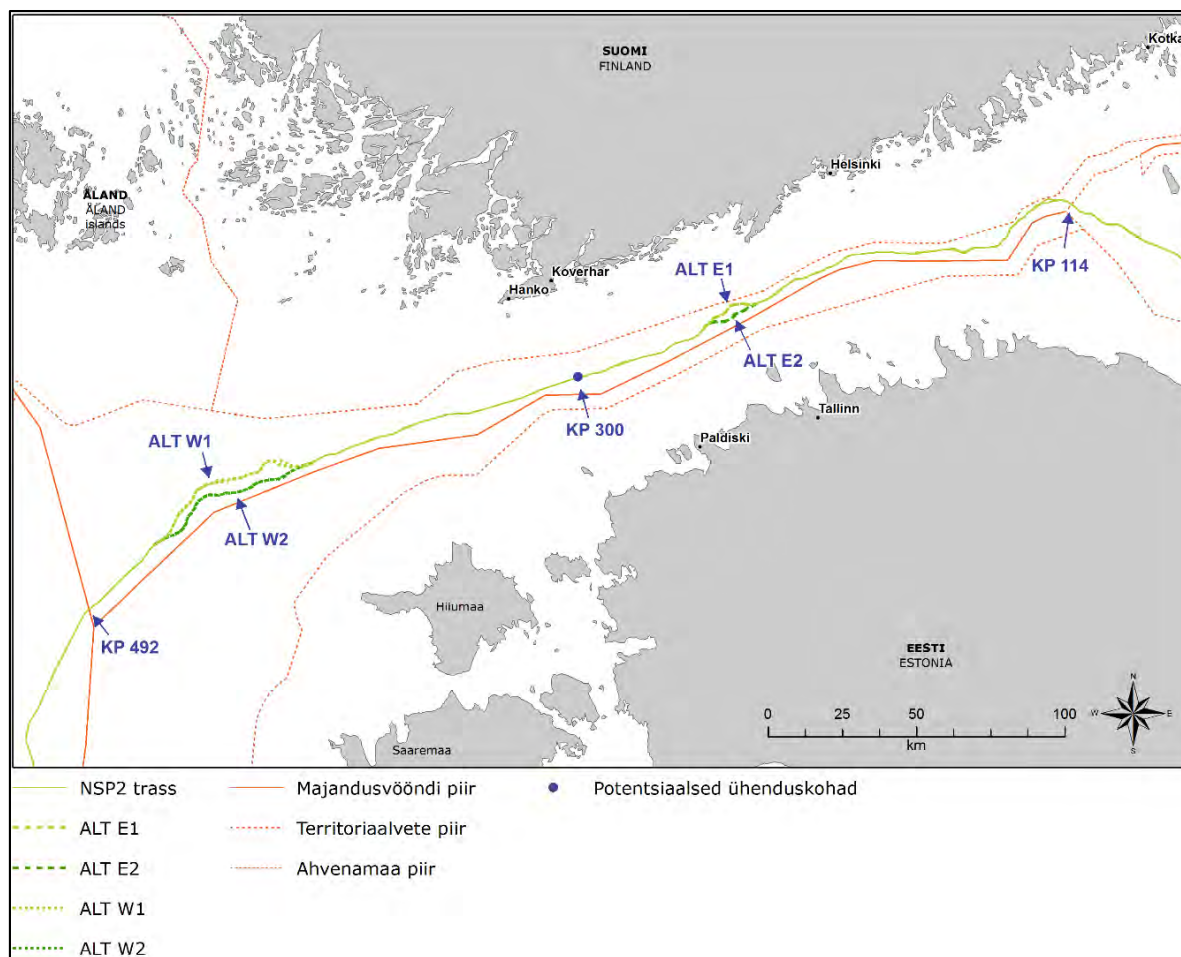 Kotka
SUOMI
FINLAND
Helsinki
ÅLAND
ÅLAND
islands
KP 114
ALT E1
Koverhar
Hanko
ALT E2
Tallinn
KP 300
ALT W1
Paldiski
ALT W2
Hilumaa
KP 492
EESTI
ESTONIA
N
W E
S
0 25 50 100
km
Saaremaa
NSP2 trass
Majandusvööndi piir
Potentsiaalsed ühenduskohad
ALT E1
Territoriaalvete piir
ALT E2
Ahvenamaa piir
ALT W1
ALT W2